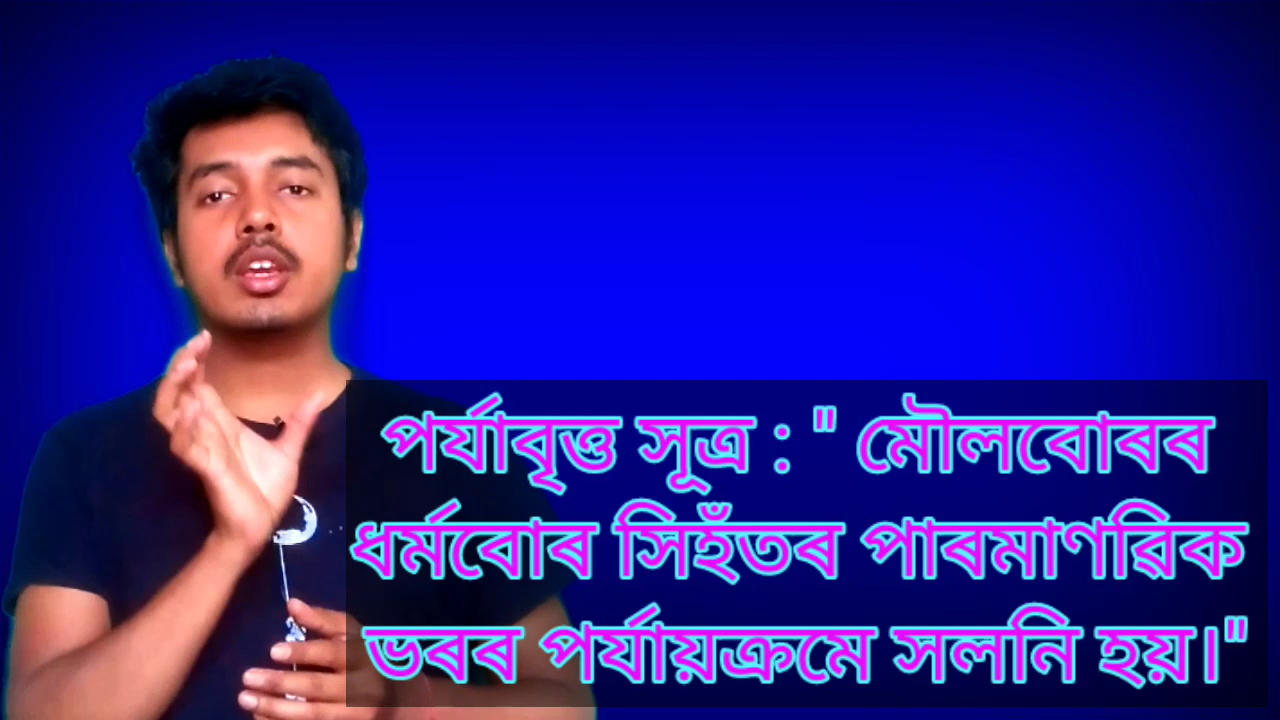 পৰ্যাবৃত্ত সূত্ৰ : " মৌলবোৰৰ
ধৰ্মবোৰ সিহঁতৰ পাৰমাণৱিক
ভৰৰ পৰ্যায়ক্ৰমে সলনি হয়।"